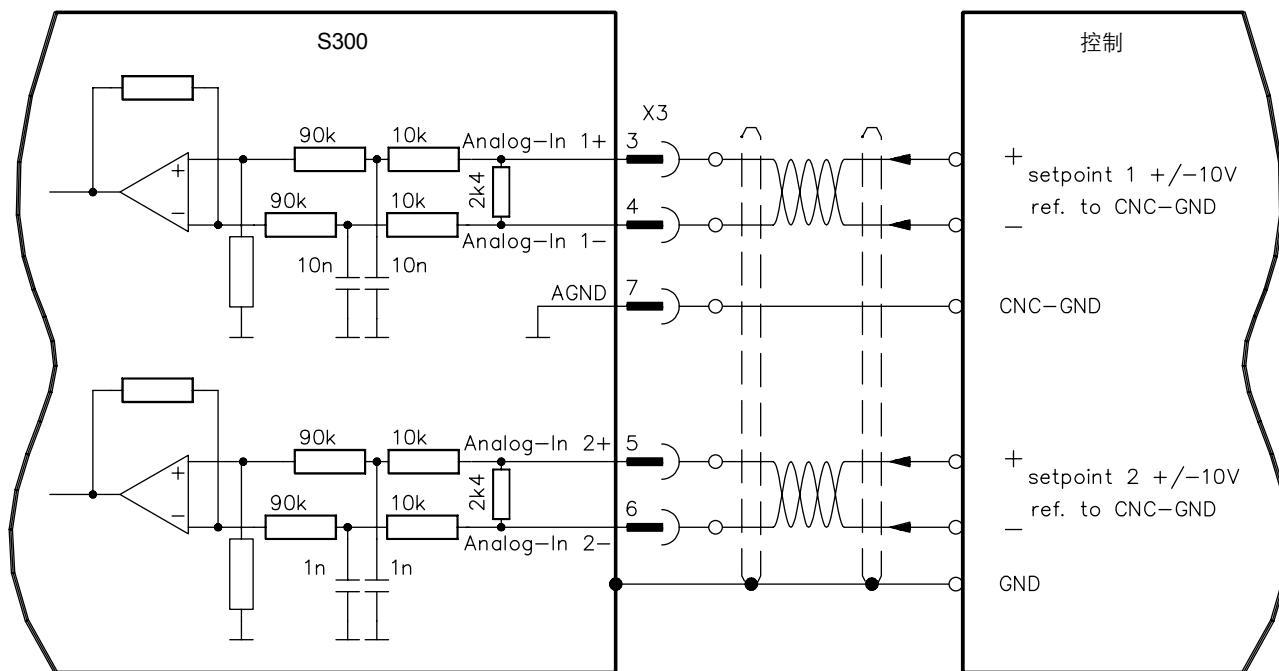 S300
控制
X3
90k
10k
Analog-In 1+
3
2k4
+
+
setpoint 1 +/-10V
ref. to CNC-GND
−
−
90k
10k
Analog-In 1-
4
10n
10n
AGND
7
CNC-GND
90k
10k
Analog-In 2+
5
2k4
+
+
setpoint 2 +/-10V
ref. to CNC-GND
−
−
90k
10k
Analog-In 2-
6
1n
1n
GND